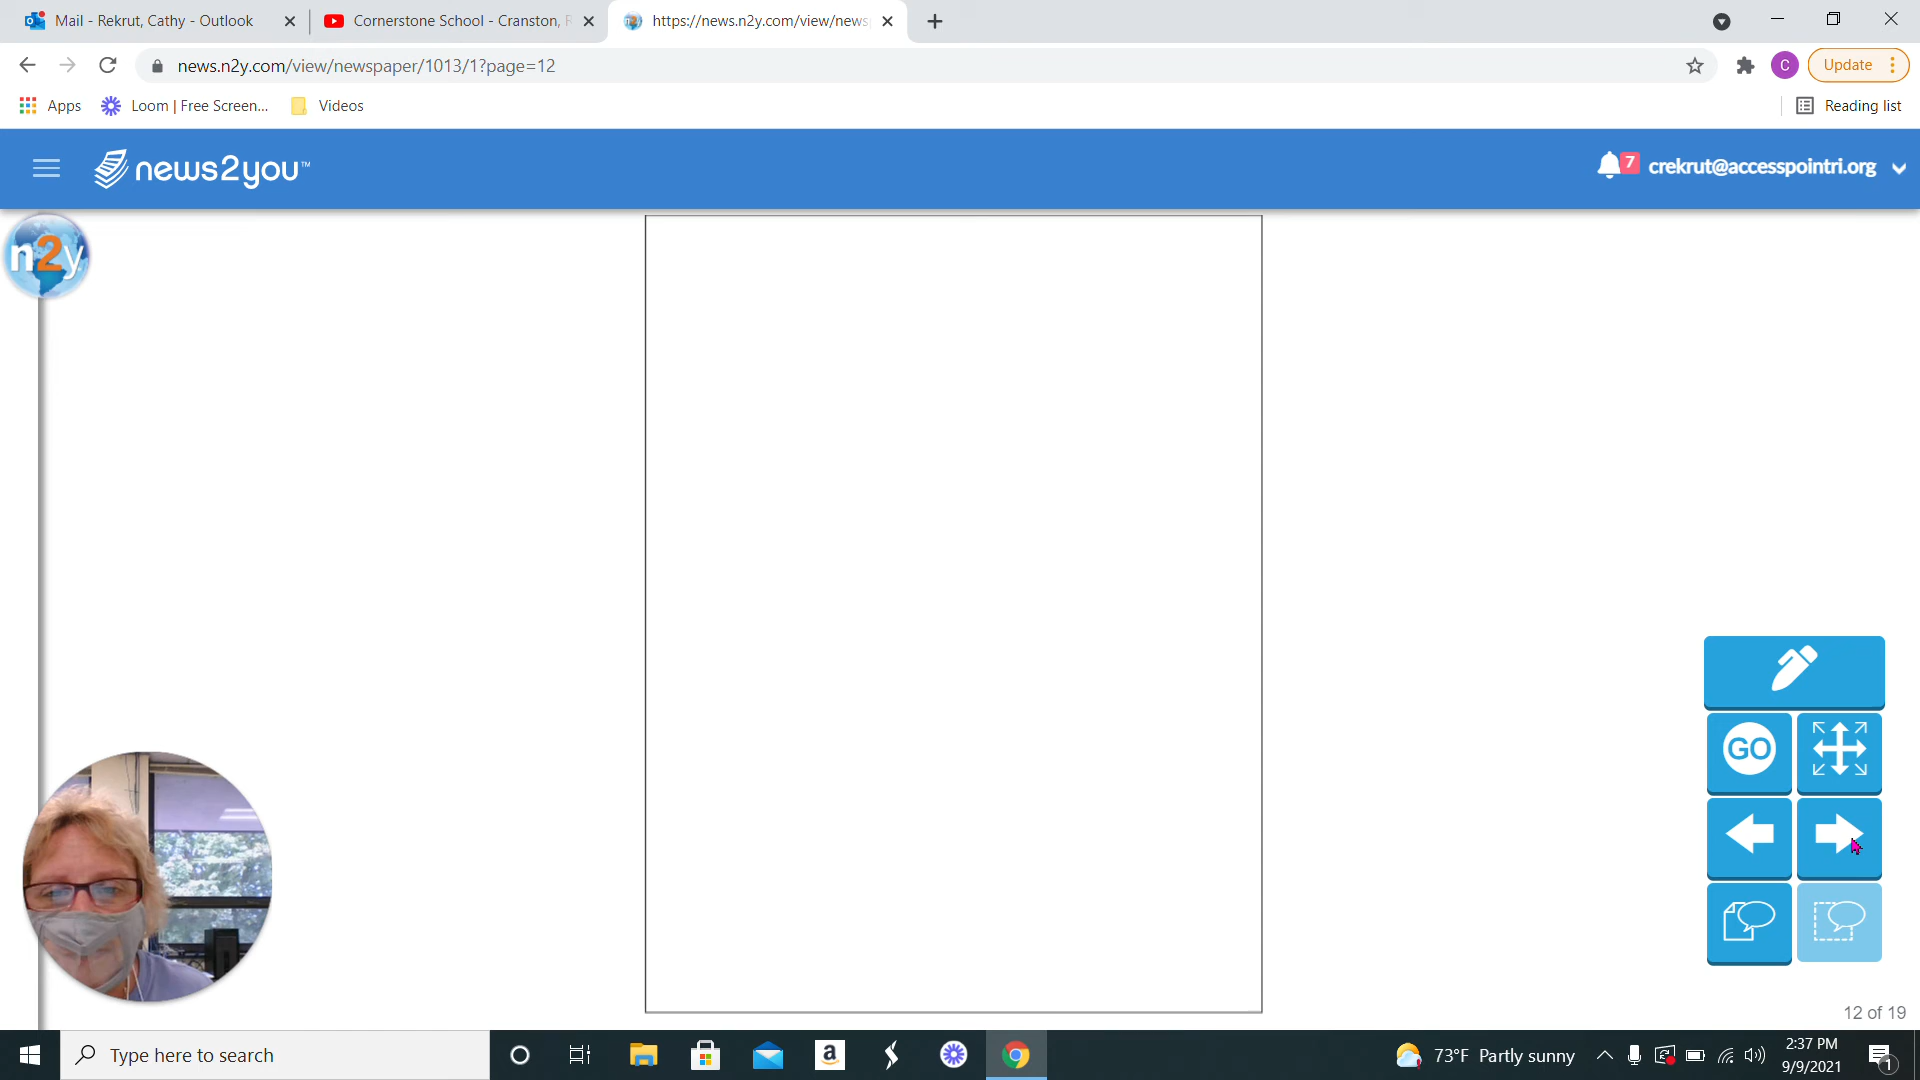 Mail - Rekrut, Cathy - Outlook
Cornerstone School - Cranston, R
https://news.n2y.com/view/news
news.n2y.com/view/newspaper/1013/1?page=12
C
Update
Apps
Loom | Free Screen...
Videos
Reading list
news2you™
7
crekrut@accesspointri.org
n2y
GO
12 of 19
Type here to search
a
73°F Partly sunny
2:37 PM
9/9/2021
1